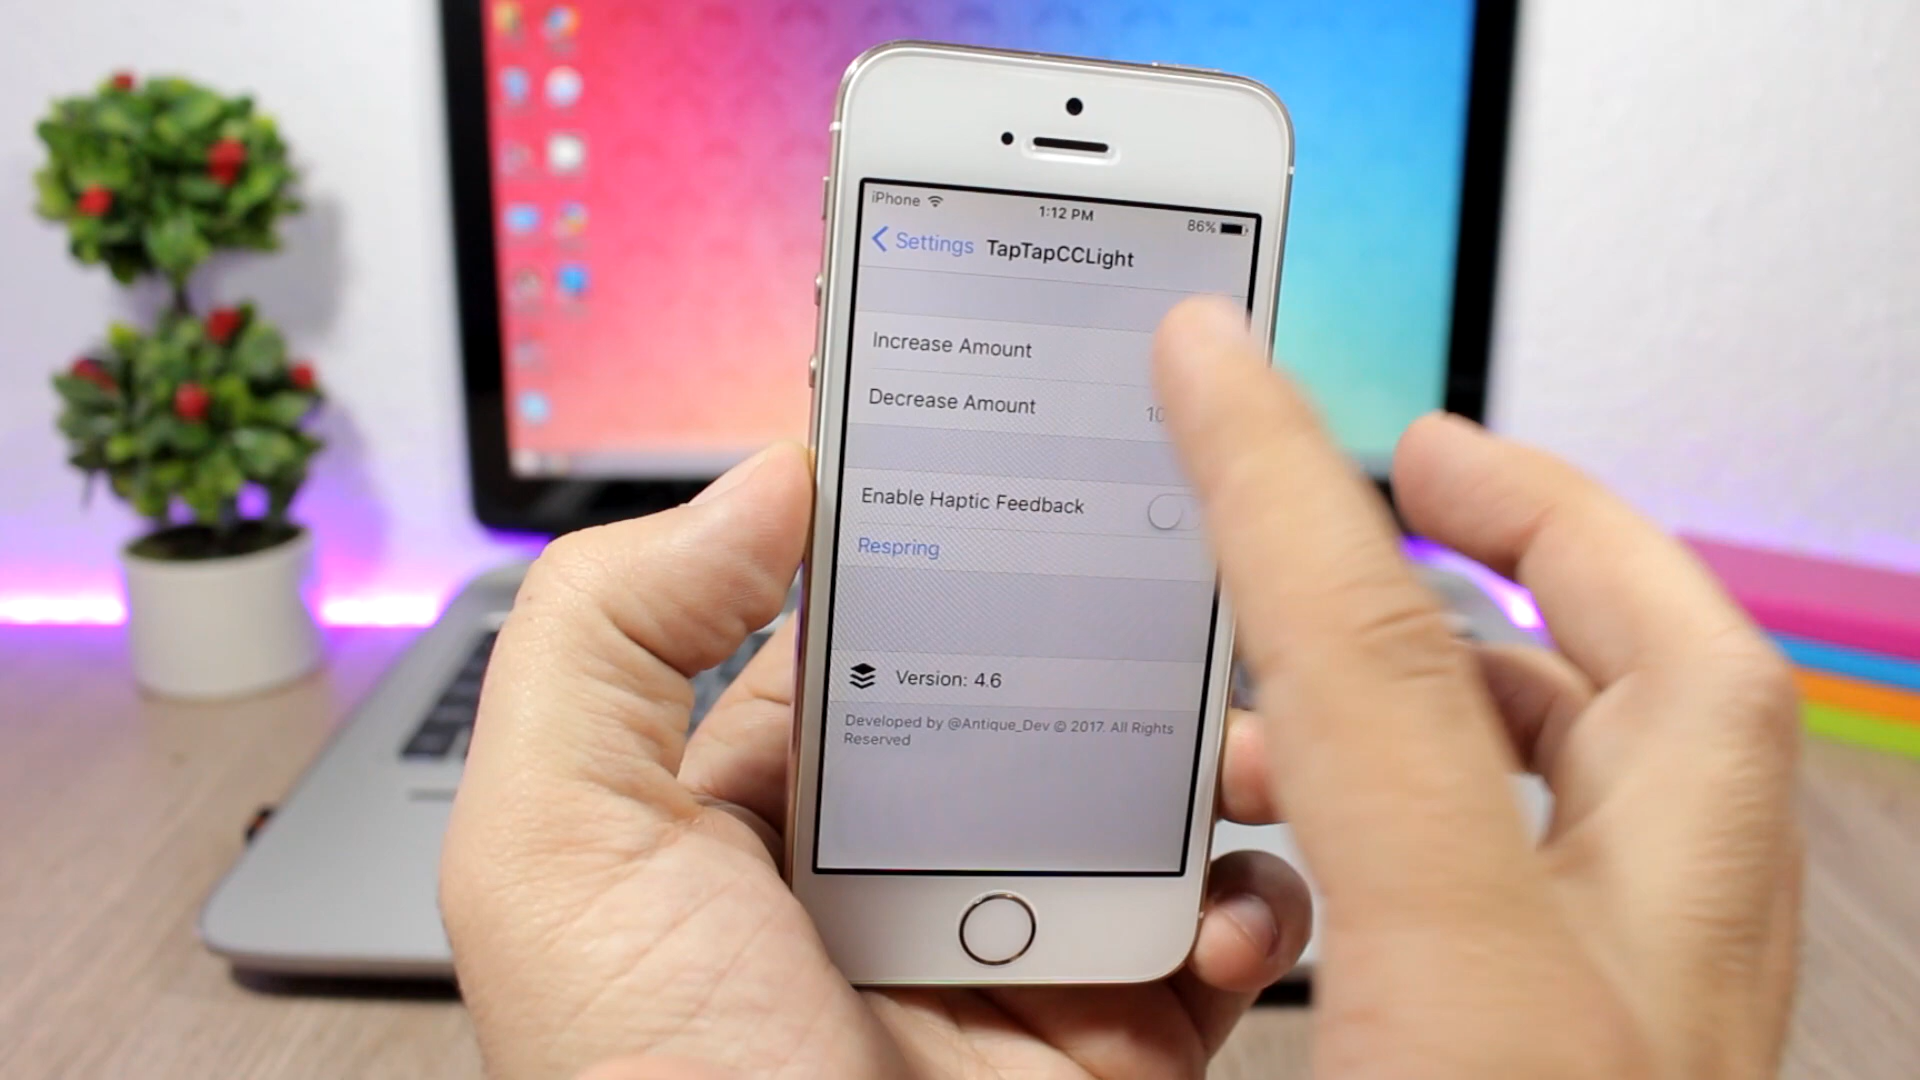 iPhone
1:12 PM
86%
Settings
TapTapCCLight
Increase Amount
Decrease Amount
Enable Haptic Feedback
Respring
Version: 4.6
Developed by @Antique_Dev © 2017. All Rights
Reserved